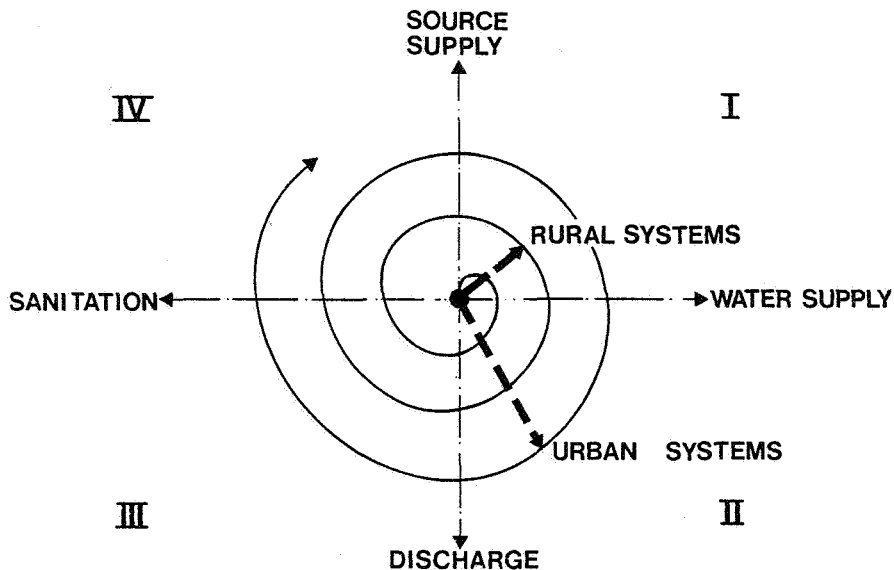 SOURCE
SUPPLY
IV
I
RURAL SYSTEMS
SANITATION
WATER SUPPLY
URBAN SYSTEMS
III
II
DISCHARGE